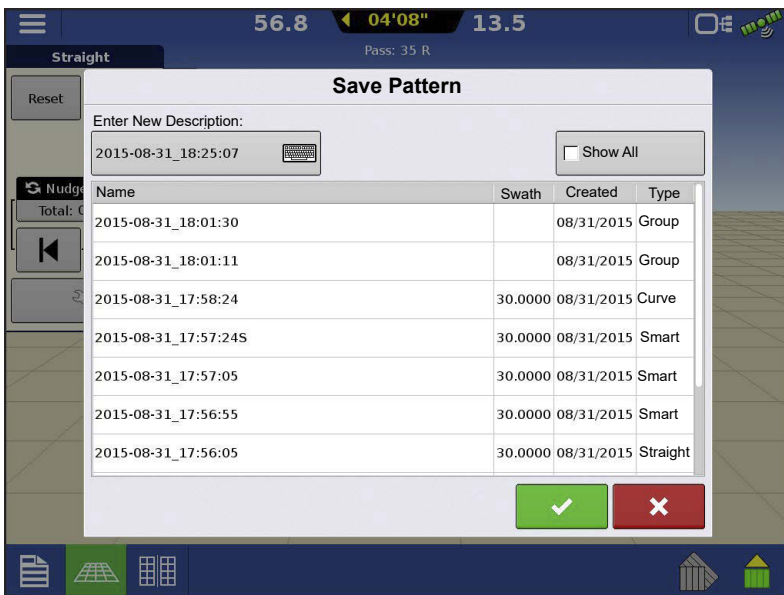 56.8 04'08" 13.5
Straight Pass: 35 R
Save Pattern
Reset
Enter New Description:
2015-08-31_18:25:07 Show All
Nudge
Name Swath Created Type
Total:
2015-08-31_18:01:30 08/31/2015 Group
2015-08-31_18:01:11 08/31/2015 Group
2015-08-31_17:58:24 30.0000 08/31/2015 Curve
2015-08-31_17:57:24S 30.0000 08/31/2015 Smart
2015-08-31_17:57:05 30.0000 08/31/2015 Smart
2015-08-31_17:56:55 30.0000 08/31/2015 Smart
2015-08-31_17:56:05 30.0000 08/31/2015 Straight